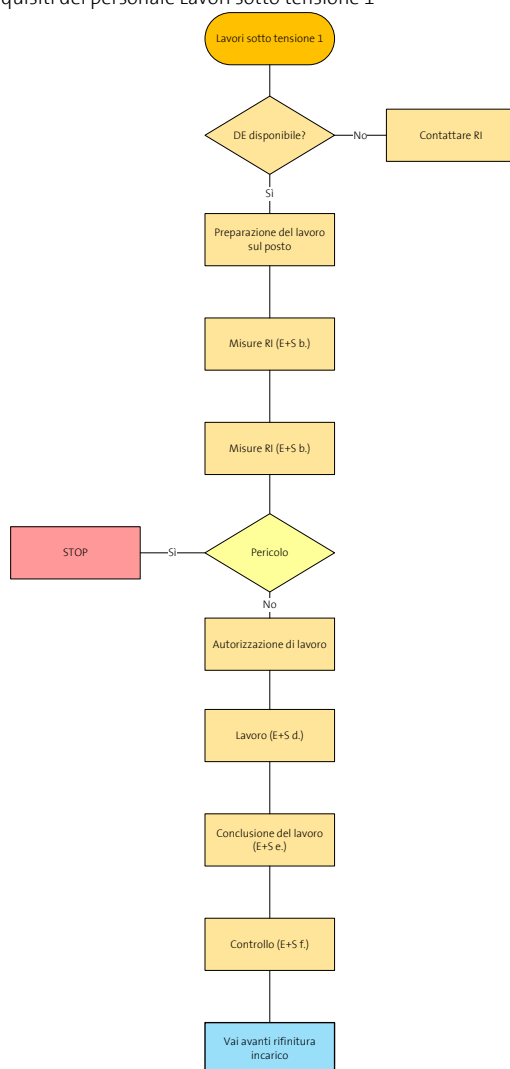 quisiti del personale Lavori sotto tensione 1
Lavori sotto tensione 1
DE disponibile?
No
Contattare RI
Sì
Preparazione del lavoro
sul posto
Misure RI (E+S b.)
Misure RI (E+S b.)
STOP
Sì
Pericolo
No
Autorizzazione di lavoro
Lavoro (E+S d.)
Conclusione del lavoro
(E+S e.)
Controllo (E+S f.)
Vai avanti rifinitura
incarico